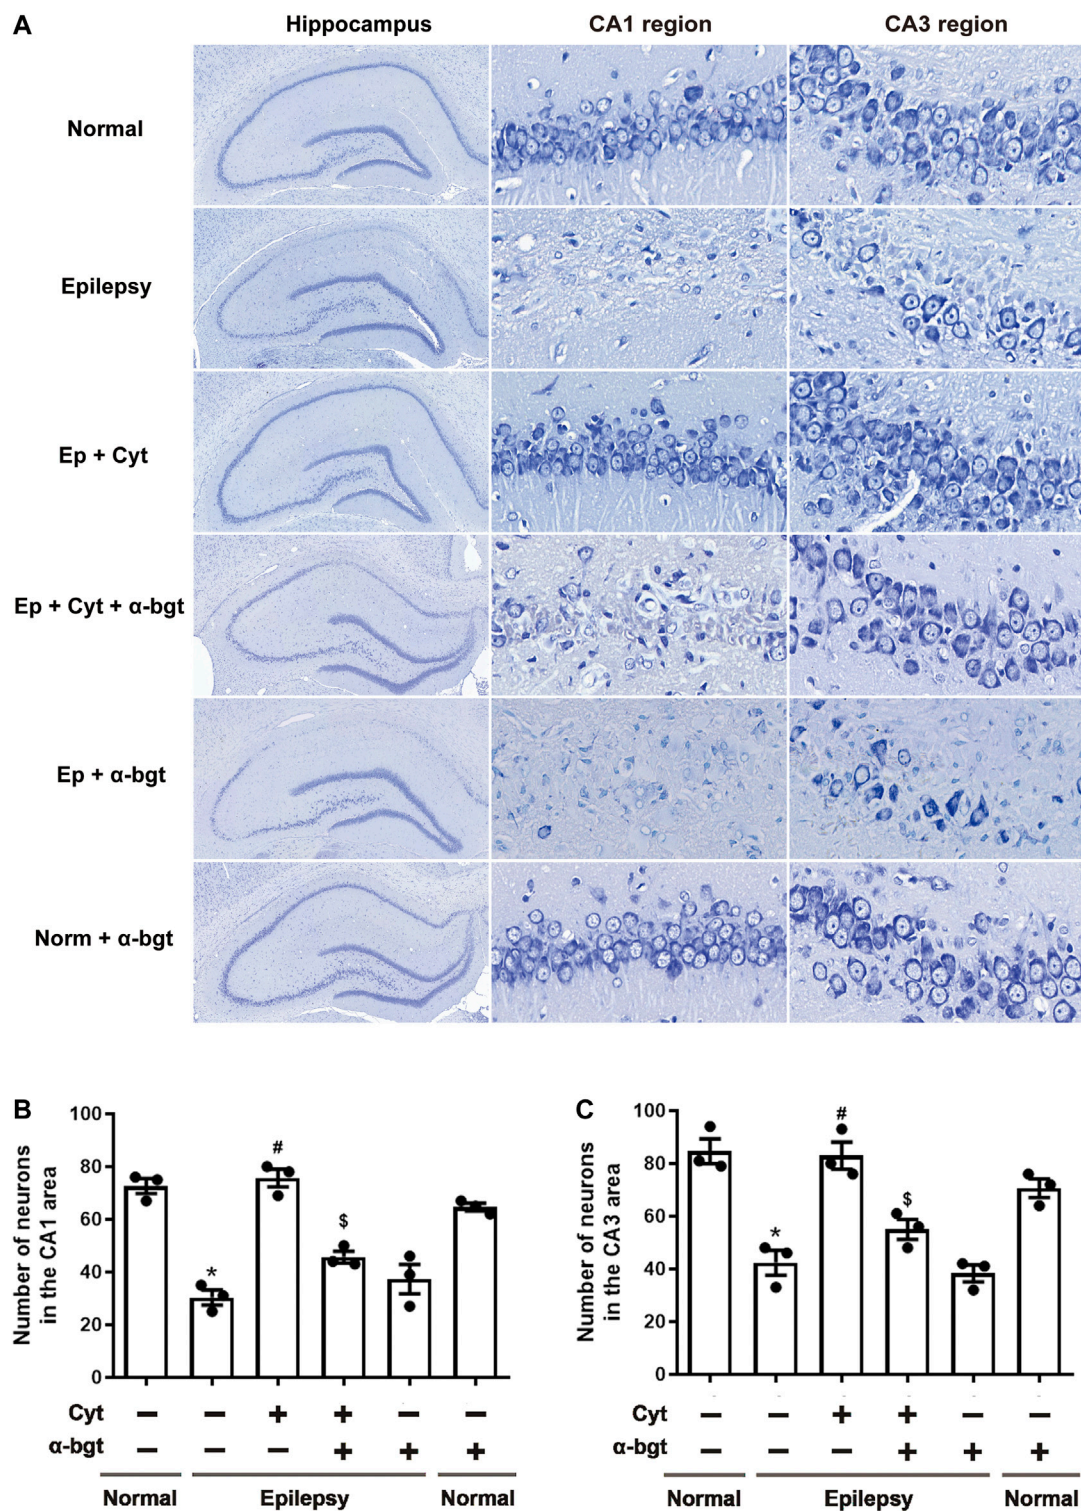 A
Hippocampus CA1 region CA3 region
Normal
Epilepsy
Ep + Cyt
Ep + Cyt + α-bgt
Ep + α-bgt
Norm + α-bgt
B
Number of neurons
in the CA1 area
100
80
60
40
20
0
*
#
$
Cyt − − + + − −
α-bgt − − − + + +
Normal Epilepsy Normal
C
Number of neurons
in the CA3 area
100
80
60
40
20
0
*
#
$
Cyt − − + + − −
α-bgt − − − + + +
Normal Epilepsy Normal